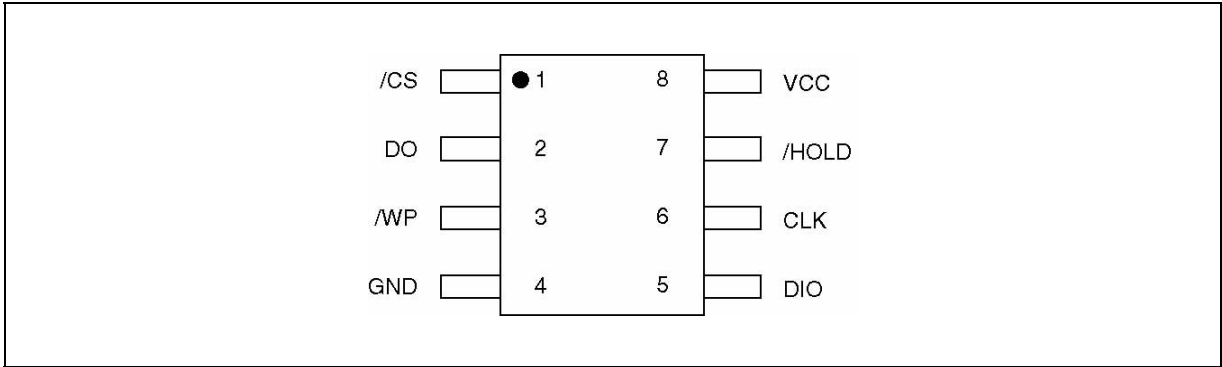 /CS 1 8 VCC
DO 2 7 /HOLD
/WP 3 6 CLK
GND 4 5 DIO